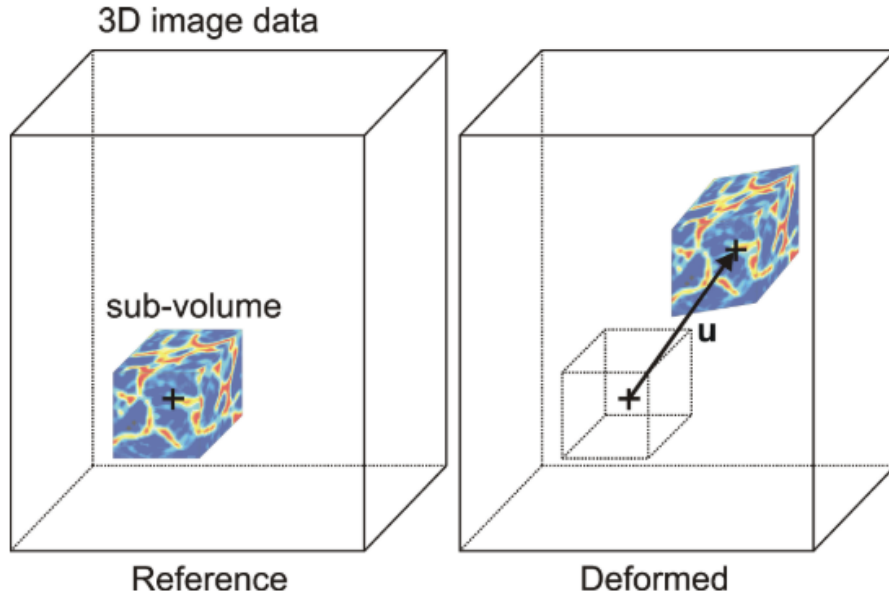 3D image data
sub-volume
u
Reference
Deformed